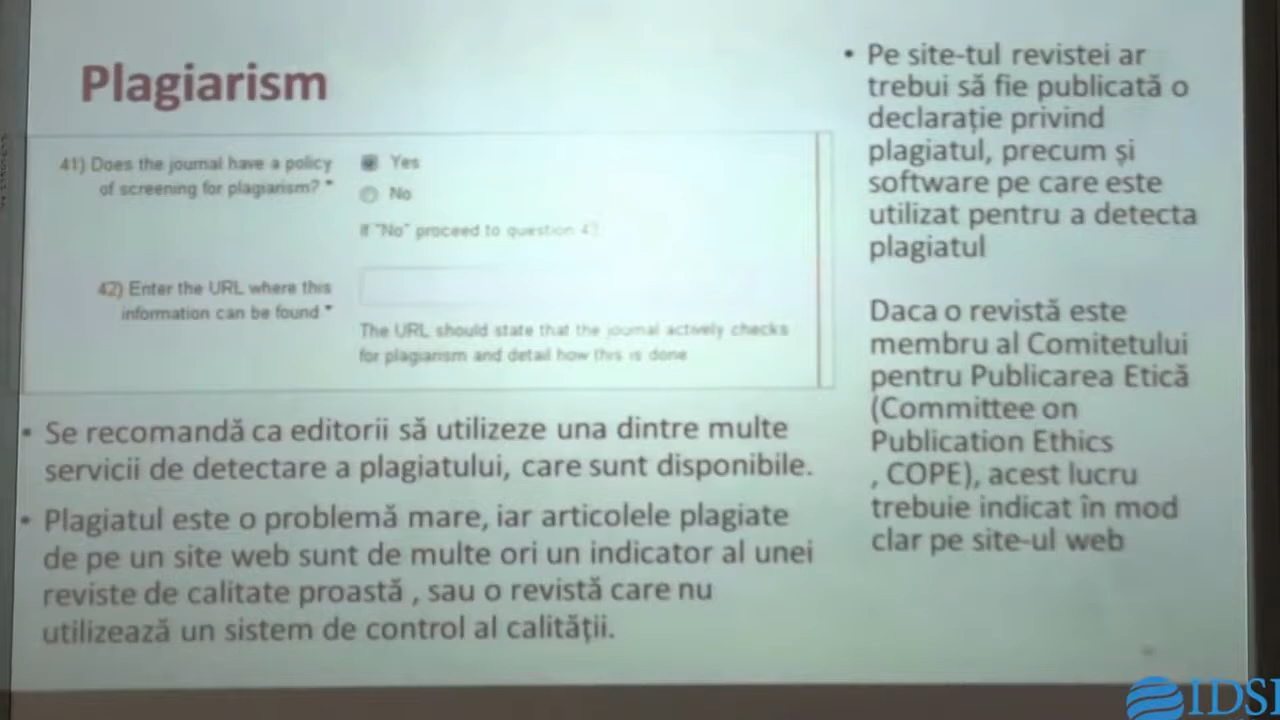 Plagiarism
41) Does the journal have a policy
of screening for plagiarism? *
Yes
No
If "No" proceed to question 43
42) Enter the URL where this
information can be found *
The URL should state that the journal actively checks
for plagiarism and detail how this is done
• Se recomandă ca editorii să utilizeze una dintre multe
servicii de detectare a plagiatului, care sunt disponibile.
• Plagiatul este o problemă mare, iar articolele plagiate
de pe un site web sunt de multe ori un indicator al unei
reviste de calitate proastă , sau o revistă care nu
utilizează un sistem de control al calității.
• Pe site-tul revistei ar
trebui să fie publicată o
declarație privind
plagiatul, precum și
software pe care este
utilizat pentru a detecta
plagiatul
Daca o revistă este
membru al Comitetului
pentru Publicarea Etică
(Committee on
Publication Ethics
, COPE), acest lucru
trebuie indicat în mod
clar pe site-ul web
IDSI